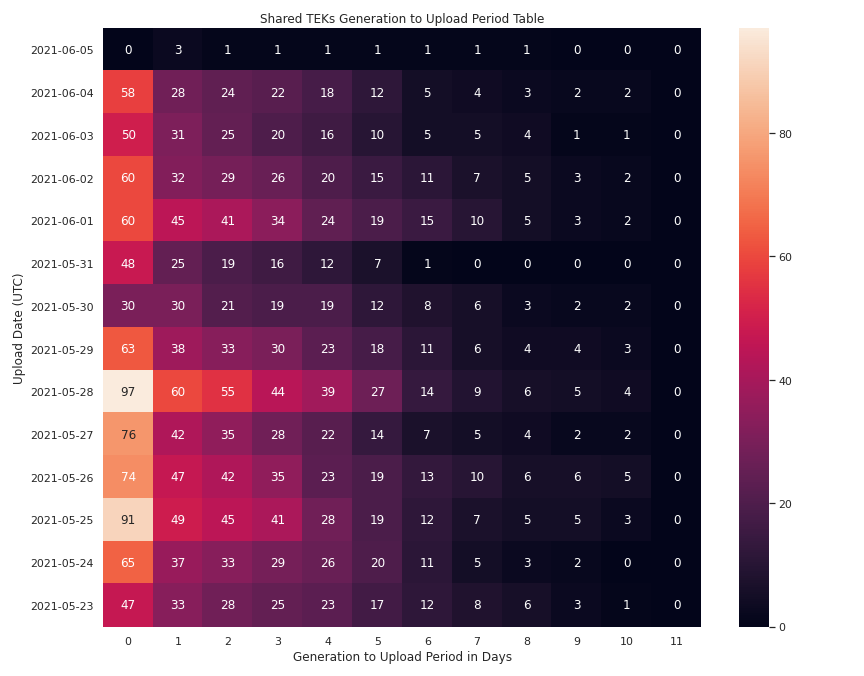 Shared TEKs Generation to Upload Period Table
Upload Date (UTC)
2021-06-05 0 3 1 1 1 1 1 1 1 0 0 0
2021-06-04 58 28 24 22 18 12 5 4 3 2 2 0
2021-06-03 50 31 25 20 16 10 5 5 4 1 1 0
2021-06-02 60 32 29 26 20 15 11 7 5 3 2 0
2021-06-01 60 45 41 34 24 19 15 10 5 3 2 0
2021-05-31 48 25 19 16 12 7 1 0 0 0 0 0
2021-05-30 30 30 21 19 19 12 8 6 3 2 2 0
2021-05-29 63 38 33 30 23 18 11 6 4 4 3 0
2021-05-28 97 60 55 44 39 27 14 9 6 5 4 0
2021-05-27 76 42 35 28 22 14 7 5 4 2 2 0
2021-05-26 74 47 42 35 23 19 13 10 6 6 5 0
2021-05-25 91 49 45 41 28 19 12 7 5 5 3 0
2021-05-24 65 37 33 29 26 20 11 5 3 2 0 0
2021-05-23 47 33 28 25 23 17 12 8 6 3 1 0
0 1 2 3 4 5 6 7 8 9 10 11
Generation to Upload Period in Days
80
60
40
20
0